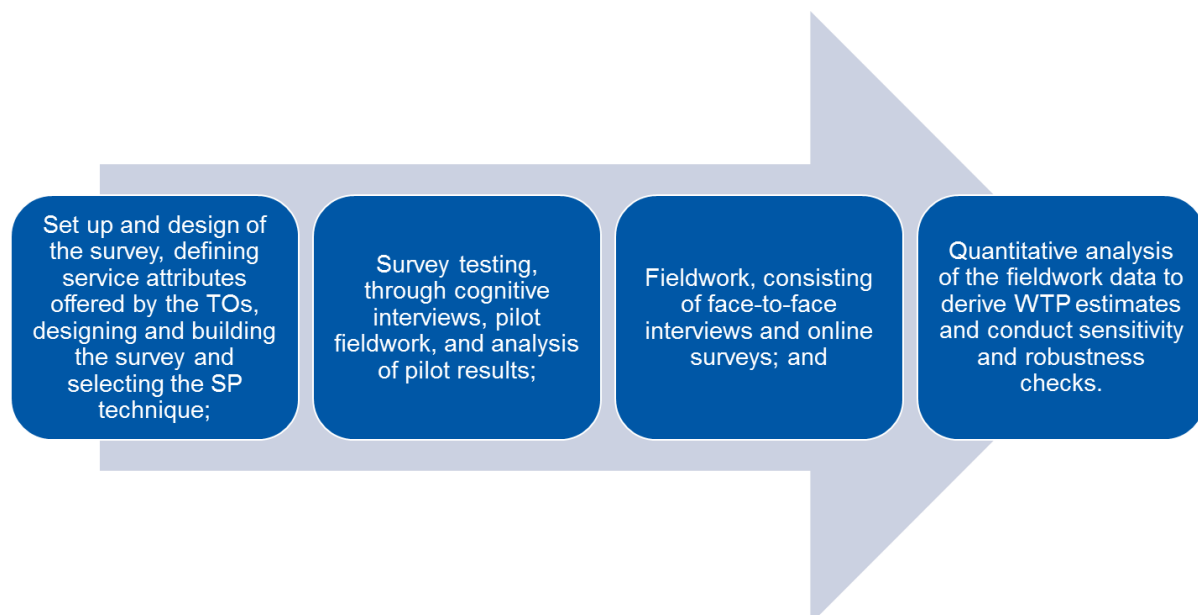 Set up and design of
the survey, defining
service attributes
offered by the TOs,
designing and building
the survey and
selecting the SP
technique;
Survey testing,
through cognitive
interviews, pilot
fieldwork, and analysis
of pilot results;
Fieldwork, consisting
of face-to-face
interviews and online
surveys; and
Quantitative analysis
of the fieldwork data to
derive WTP estimates
and conduct sensitivity
and robustness
checks.